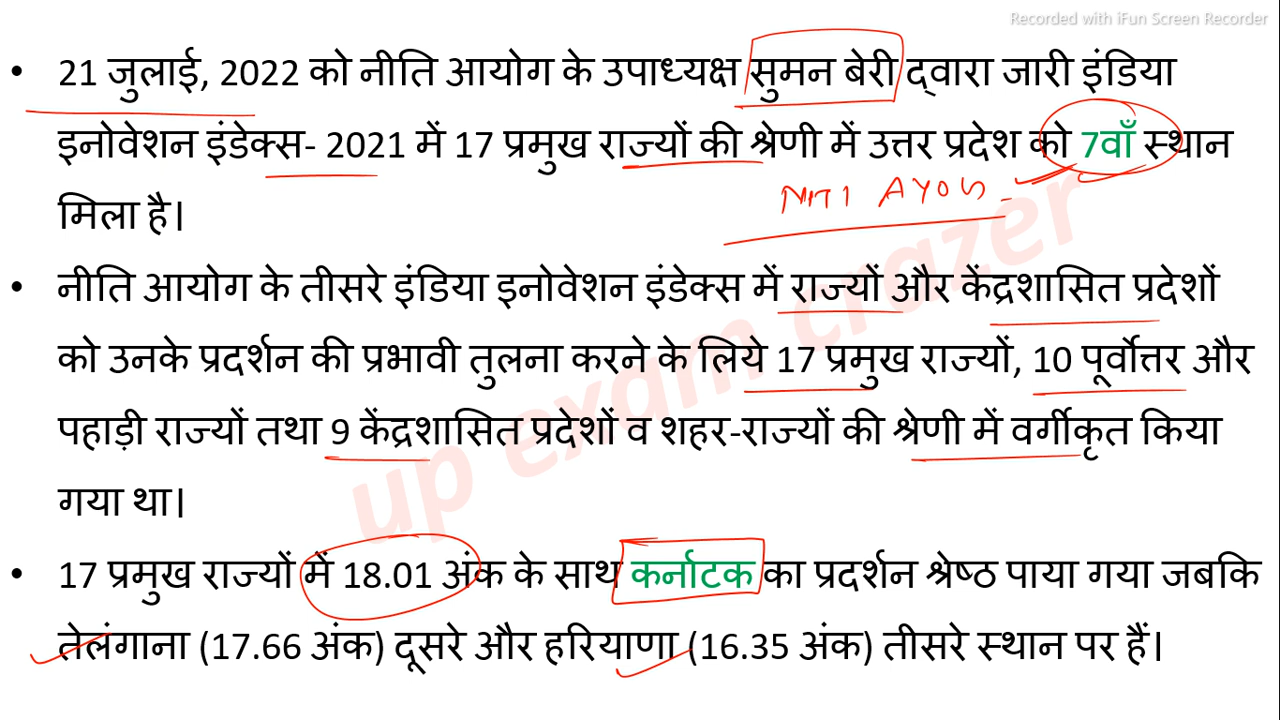 Recorded with iFun Screen Recorder
• 21 जुलाई, 2022 को नीति आयोग के उपाध्यक्ष सुमन बेरी द्वारा जारी इंडिया
इनोवेशन इंडेक्स- 2021 में 17 प्रमुख राज्यों की श्रेणी में उत्तर प्रदेश को 7वाँ स्थान
NITI AYOG
मिला है।
• नीति आयोग के तीसरे इंडिया इनोवेशन इंडेक्स में राज्यों और केंद्रशासित प्रदेशों
को उनके प्रदर्शन की प्रभावी तुलना करने के लिये 17 प्रमुख राज्यों, 10 पूर्वोत्तर और
पहाड़ी राज्यों तथा 9 केंद्रशासित प्रदेशों व शहर-राज्यों की श्रेणी में वर्गीकृत किया
गया था।
up exam crazer
• 17 प्रमुख राज्यों में 18.01 अंक के साथ कर्नाटक का प्रदर्शन श्रेष्ठ पाया गया जबकि
तेलंगाना (17.66 अंक) दूसरे और हरियाणा (16.35 अंक) तीसरे स्थान पर हैं।